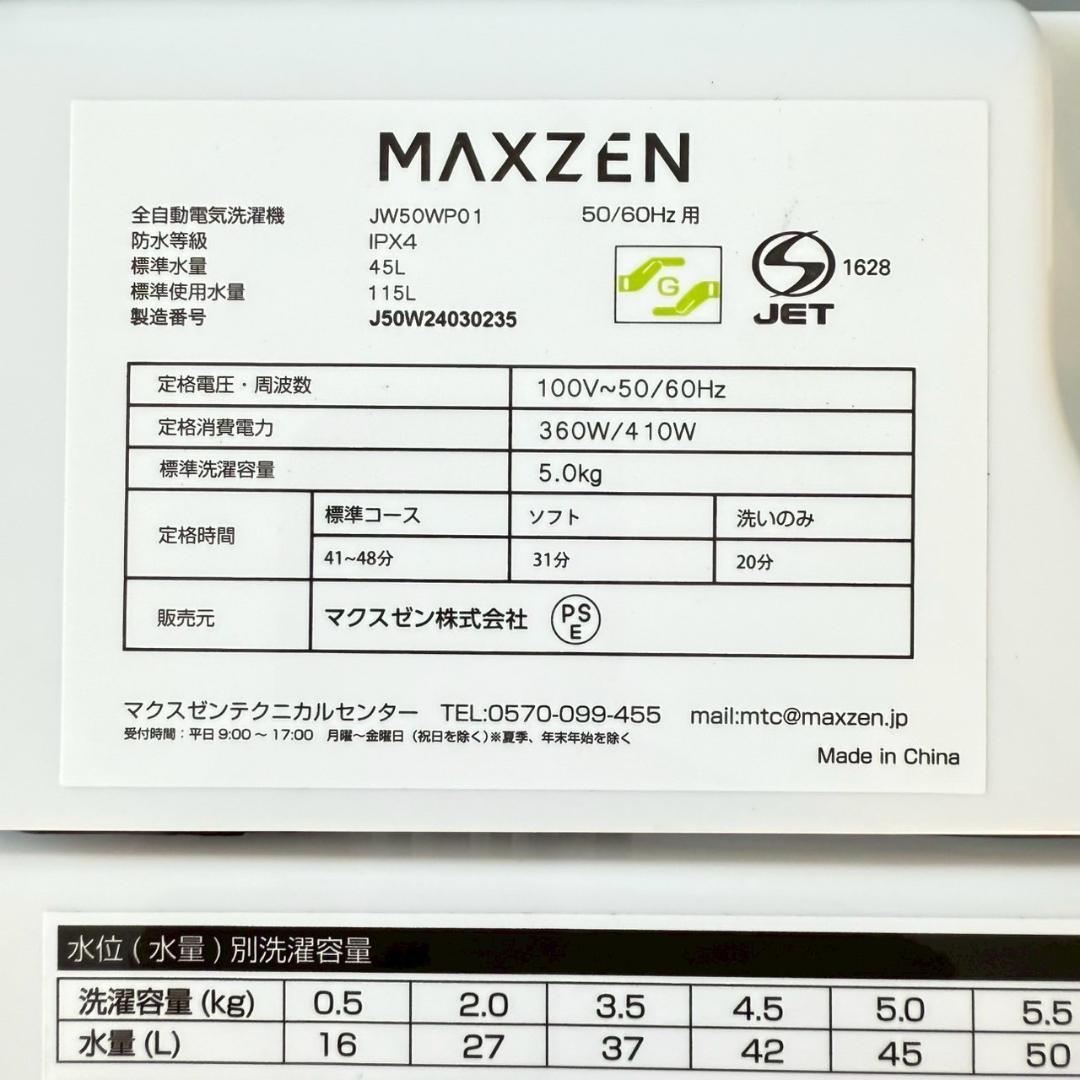 MAXZEN
全自動電気洗濯機 JW50WP01 50/60Hz 用
防水等級 IPX4
標準水量 45L
標準使用水量 115L
製造番号 J50W24030235
G
JET 1628
定格電圧・周波数 100V~50/60Hz
定格消費電力 360W/410W
標準洗濯容量 5.0kg
定格時間 標準コース ソフト 洗いのみ
41~48分 31分 20分
販売元 マクスゼン株式会社 PSE
マクスゼンテクニカルセンター TEL:0570-099-455 mail:mtc@maxzen.jp
受付時間:平日 9:00 ~ 17:00 月曜~金曜日(祝日を除く)※夏季、年末年始を除く
Made in China
水位(水量)別洗濯容量
洗濯容量(kg) 0.5 2.0 3.5 4.5 5.0 5.5
水量(L) 16 27 37 42 45 50